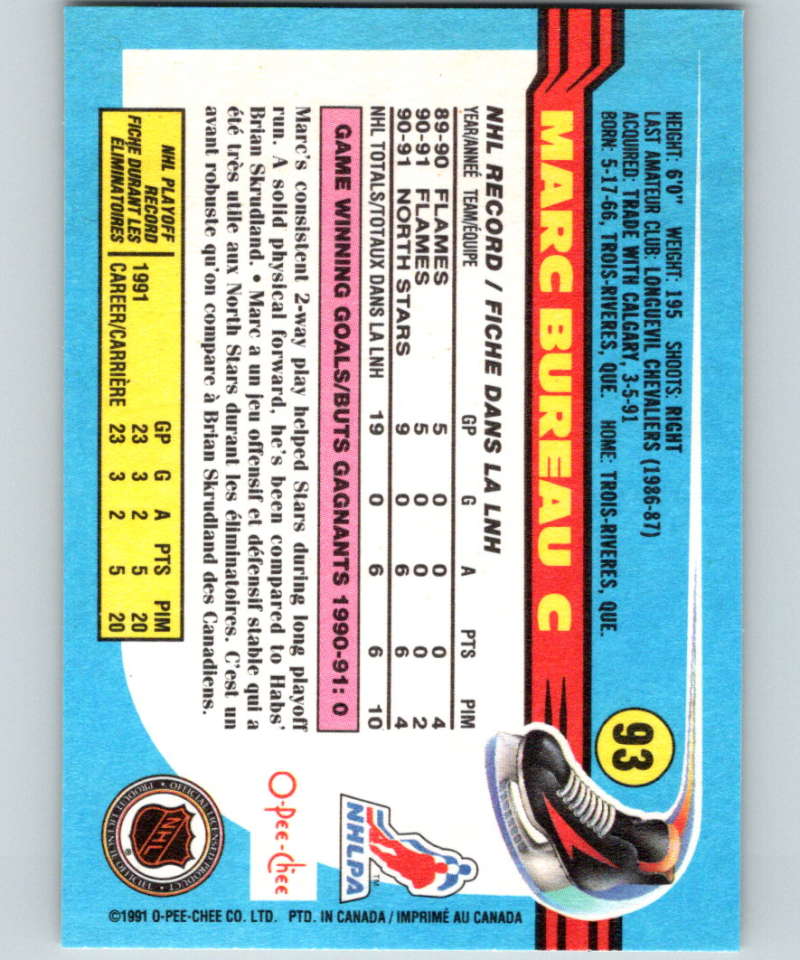 HEIGHT: 6'0" WEIGHT: 195 SHOOTS: RIGHT
LAST AMATEUR CLUB: LONGUEVIL CHEVALIERS (1986-87)
ACQUIRED: TRADE WITH CALGARY, 3-5-91
BORN: 5-17-66, TROIS-RIVERES, QUE. HOME: TROIS-RIVERES, QUE.
93
MARC BUREAU C
NHL RECORD / FICHE DANS LA LNH
YEAR/ANNÉE TEAM/ÉQUIPE GP G A PTS PIM
89-90 FLAMES 5 0 0 0 4
90-91 FLAMES 5 0 0 0 2
90-91 NORTH STARS 9 0 6 6 4
NHL TOTALS/TOTAUX DANS LA LNH 19 0 6 6 10
GAME WINNING GOALS/BUTS GAGNANTS 1990-91: 0
Marc's consistent 2-way play helped Stars during long playoff
run. A solid physical forward, he's been compared to Habs'
Brian Skrudland. • Marc a un jeu offensif et défensif stable qui a
été très utile aux North Stars durant les éliminatoires. C'est un
avant robuste qu'on compare à Brian Skrudland des Canadiens.
NHL PLAYOFF
RECORD
FICHE DURANT LES
ÉLIMINATOIRES
GP G A PTS PIM
1991 23 3 2 5 20
CAREER/CARRIÈRE 23 3 2 5 20
NHLPA
TM
O-Pee-Chee
NHL
®
OFFICIAL LICENSED PRODUCT • PRODUIT LICENCIÉ OFFICIEL •
©1991 O-PEE-CHEE CO. LTD. PTD. IN CANADA / IMPRIMÉ AU CANADA